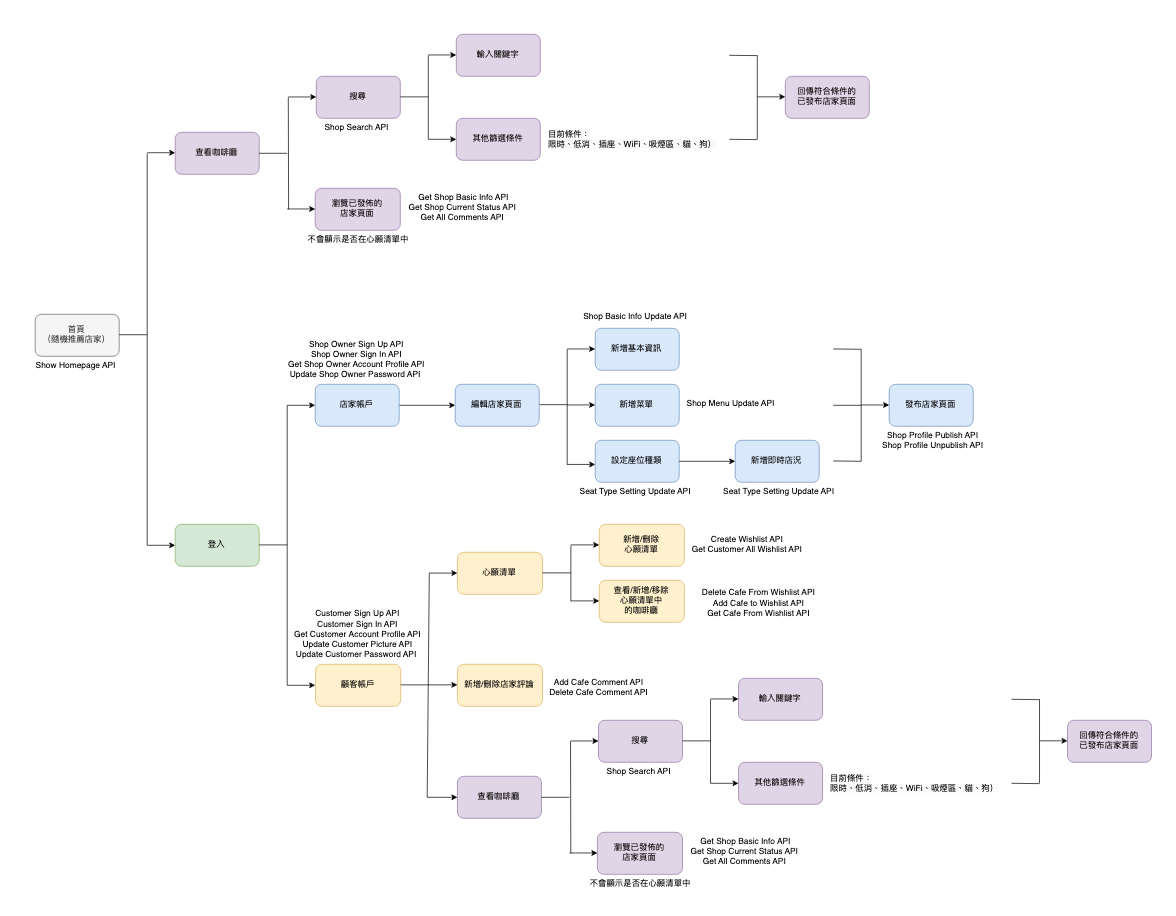 輸入關鍵字
搜尋
Shop Search API
回傳符合條件的
已發布店家頁面
其他篩選條件
目前條件：
限時、低消、插座、WiFi、吸煙區、貓、狗）
查看咖啡廳
瀏覽已發佈的
店家頁面
Get Shop Basic Info API
Get Shop Current Status API
Get All Comments API
不會顯示是否在心願清單中
首頁
（隨機推薦店家）
Show Homepage API
Shop Owner Sign Up API
Shop Owner Sign In API
Get Shop Owner Account Profile API
Update Shop Owner Password API
店家帳戶
編輯店家頁面
Shop Basic Info Update API
新增基本資訊
新增菜單
Shop Menu Update API
設定座位種類
Seat Type Setting Update API
新增即時店況
Seat Type Setting Update API
發布店家頁面
Shop Profile Publish API
Shop Profile Unpublish API
登入
心願清單
新增/刪除
心願清單
Create Wishlist API
Get Customer All Wishlist API
查看/新增/移除
心願清單中
的咖啡廳
Delete Cafe From Wishlist API
Add Cafe to Wishlist API
Get Cafe From Wishlist API
Customer Sign Up API
Customer Sign In API
Get Customer Account Profile API
Update Customer Picture API
Update Customer Password API
顧客帳戶
新增/刪除店家評論
Add Cafe Comment API
Delete Cafe Comment API
查看咖啡廳
搜尋
Shop Search API
輸入關鍵字
其他篩選條件
目前條件：
限時、低消、插座、WiFi、吸煙區、貓、狗）
回傳符合條件的
已發布店家頁面
瀏覽已發佈的
店家頁面
Get Shop Basic Info API
Get Shop Current Status API
Get All Comments API
不會顯示是否在心願清單中